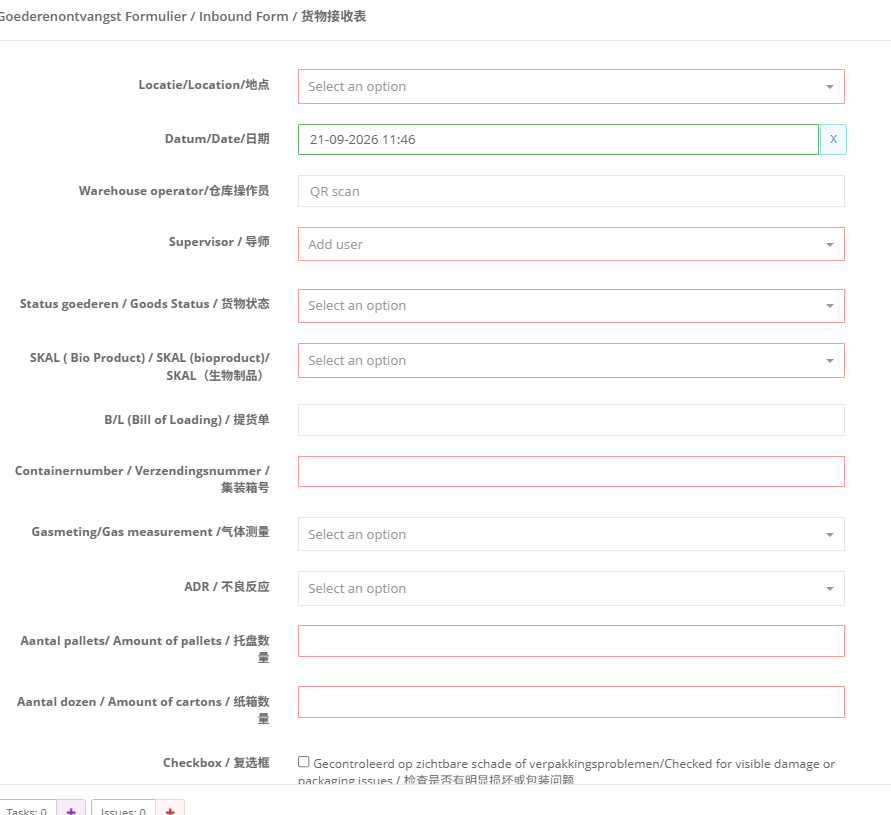 Goederenontvangst Formulier / Inbound Form / 货物接收表
Locatie/Location/地点
Select an option
Datum/Date/日期
21-09-2026 11:46
X
Warehouse operator/仓库操作员
QR scan
Supervisor / 导师
Add user
Status goederen / Goods Status / 货物状态
Select an option
SKAL ( Bio Product) / SKAL (bioproduct)/
SKAL（生物制品）
Select an option
B/L (Bill of Loading) / 提货单
Containernumber / Verzendingsnummer /
集装箱号
Gasmeting/Gas measurement /气体测量
Select an option
ADR / 不良反应
Select an option
Aantal pallets/ Amount of pallets / 托盘数
量
Aantal dozen / Amount of cartons / 纸箱数
量
Checkbox / 复选框
Gecontroleerd op zichtbare schade of verpakkingsproblemen/Checked for visible damage or
packaging issues / 检查是否有明显损坏或包装问题
Tasks: 0
+
Issues: 0
+